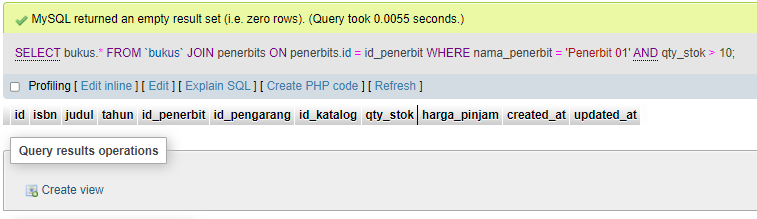 MySQL returned an empty result set (i.e. zero rows). (Query took 0.0055 seconds.)
SELECT bukus.* FROM `bukus` JOIN penerbits ON penerbits.id = id_penerbit WHERE nama_penerbit = 'Penerbit 01' AND qty_stok > 10;
Profiling [ Edit inline ] [ Edit ] [ Explain SQL ] [ Create PHP code ] [ Refresh ]
id isbn judul tahun id_penerbit id_pengarang id_katalog qty_stok harga_pinjam created_at updated_at
Query results operations
Create view